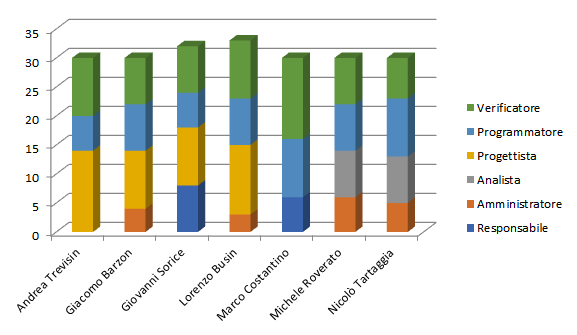 35
30
25
20
15
10
5
0
Andrea Trevisin
Giacomo Barzon
Giovanni Sorice
Lorenzo Busin
Marco Costantino
Michele Roverato
Nicolò Tartaggia
Verificatore
Programmatore
Progettista
Analista
Amministratore
Responsabile